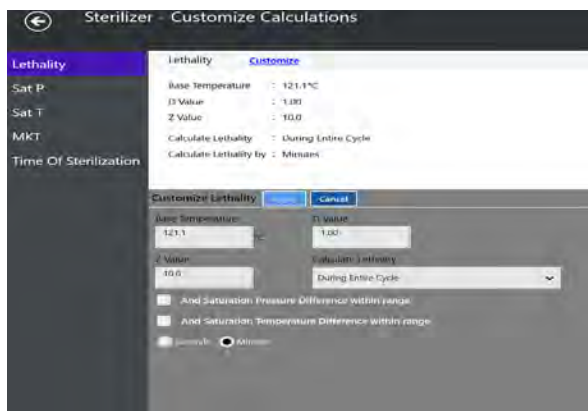 Sterilizer - Customize Calculations
Lethality
Sat P
Sat T
MKT
Time Of Sterilization
Lethality Customize
Base Temperature : 121.1°C
D Value : 1.00
Z Value : 10.0
Calculate Lethality : During Entire Cycle
Calculate Lethality by : Minutes
Customize Lethality Cancel
Base Temperature D Value
121.1 °C 1.00
Z Value Calculate Lethality
10.0 During Entire Cycle
And Saturation Pressure Difference within range
And Saturation Temperature Difference within range
Seconds Minutes